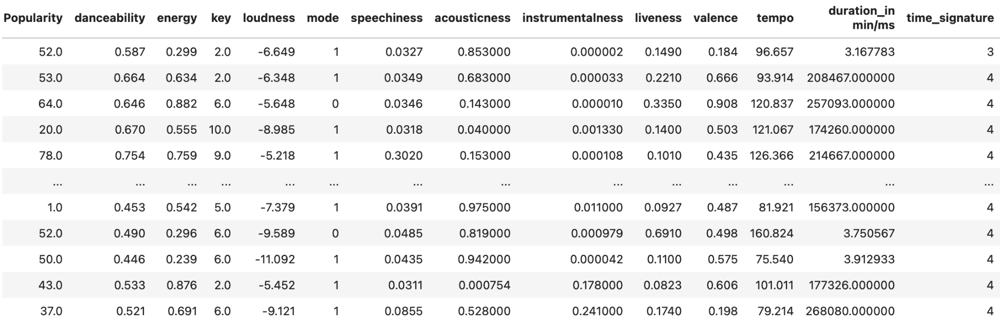 Popularity danceability energy key loudness mode speechiness acousticness instrumentalness liveness valence tempo duration_in min/ms time_signature
52.0 0.587 0.299 2.0 -6.649 1 0.0327 0.853000 0.000002 0.1490 0.184 96.657 3.167783 3
53.0 0.664 0.634 2.0 -6.348 1 0.0349 0.683000 0.000033 0.2210 0.666 93.914 208467.000000 4
64.0 0.646 0.882 6.0 -5.648 0 0.0346 0.143000 0.000010 0.3350 0.908 120.837 257093.000000 4
20.0 0.670 0.555 10.0 -8.985 1 0.0318 0.040000 0.001330 0.1400 0.503 121.067 174260.000000 4
78.0 0.754 0.759 9.0 -5.218 1 0.3020 0.153000 0.000108 0.1010 0.435 126.366 214667.000000 4
... ... ... ... ... ... ... ... ... ... ... ... ... ...
1.0 0.453 0.542 5.0 -7.379 1 0.0391 0.975000 0.011000 0.0927 0.487 81.921 156373.000000 4
52.0 0.490 0.296 6.0 -9.589 0 0.0485 0.819000 0.000979 0.6910 0.498 160.824 3.750567 4
50.0 0.446 0.239 6.0 -11.092 1 0.0435 0.942000 0.000042 0.1100 0.575 75.540 3.912933 4
43.0 0.533 0.876 2.0 -5.452 1 0.0311 0.000754 0.178000 0.0823 0.606 101.011 177326.000000 4
37.0 0.521 0.691 6.0 -9.121 1 0.0855 0.528000 0.241000 0.1740 0.198 79.214 268080.000000 4